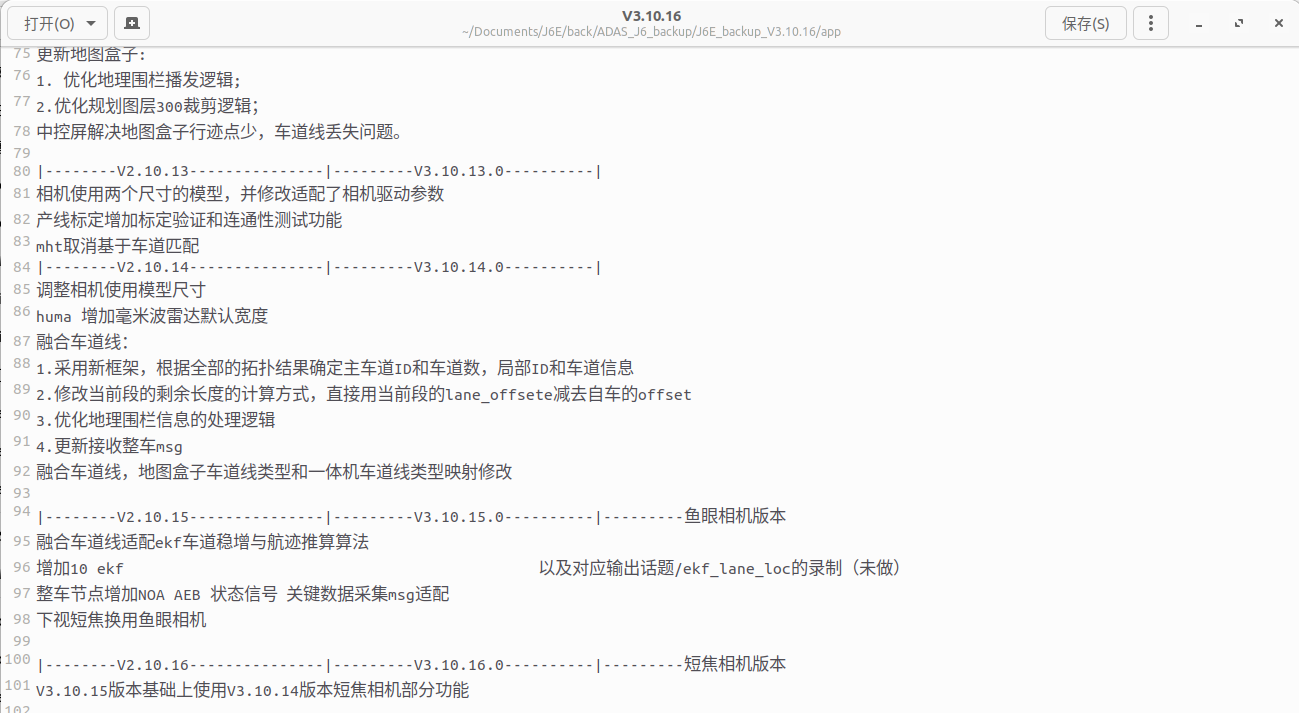 打开(O)
V3.10.16
~/Documents/J6E/back/ADAS_J6_backup/J6E_backup_V3.10.16/app
保存(S)
75 更新地图盒子:
76 1. 优化地理围栏播发逻辑;
77 2.优化规划图层300裁剪逻辑;
78 中控屏解决地图盒子行迹点少，车道线丢失问题。
79
80 |--------V2.10.13---------------|---------V3.10.13.0----------|
81 相机使用两个尺寸的模型，并修改适配了相机驱动参数
82 产线标定增加标定验证和连通性测试功能
83 mht取消基于车道匹配
84 |--------V2.10.14---------------|---------V3.10.14.0----------|
85 调整相机使用模型尺寸
86 huma 增加毫米波雷达默认宽度
87 融合车道线:
88 1.采用新框架，根据全部的拓扑结果确定主车道ID和车道数，局部ID和车道信息
89 2.修改当前段的剩余长度的计算方式，直接用当前段的lane_offsete减去自车的offset
90 3.优化地理围栏信息的处理逻辑
91 4.更新接收整车msg
92 融合车道线，地图盒子车道线类型和一体机车道线类型映射修改
93
94 |--------V2.10.15---------------|---------V3.10.15.0----------|---------鱼眼相机版本
95 融合车道线适配ekf车道稳增与航迹推算算法
96 增加10 ekf 以及对应输出话题/ekf_lane_loc的录制（未做）
97 整车节点增加NOA AEB 状态信号 关键数据采集msg适配
98 下视短焦换用鱼眼相机
99
100 |--------V2.10.16---------------|---------V3.10.16.0----------|---------短焦相机版本
101 V3.10.15版本基础上使用V3.10.14版本短焦相机部分功能
102